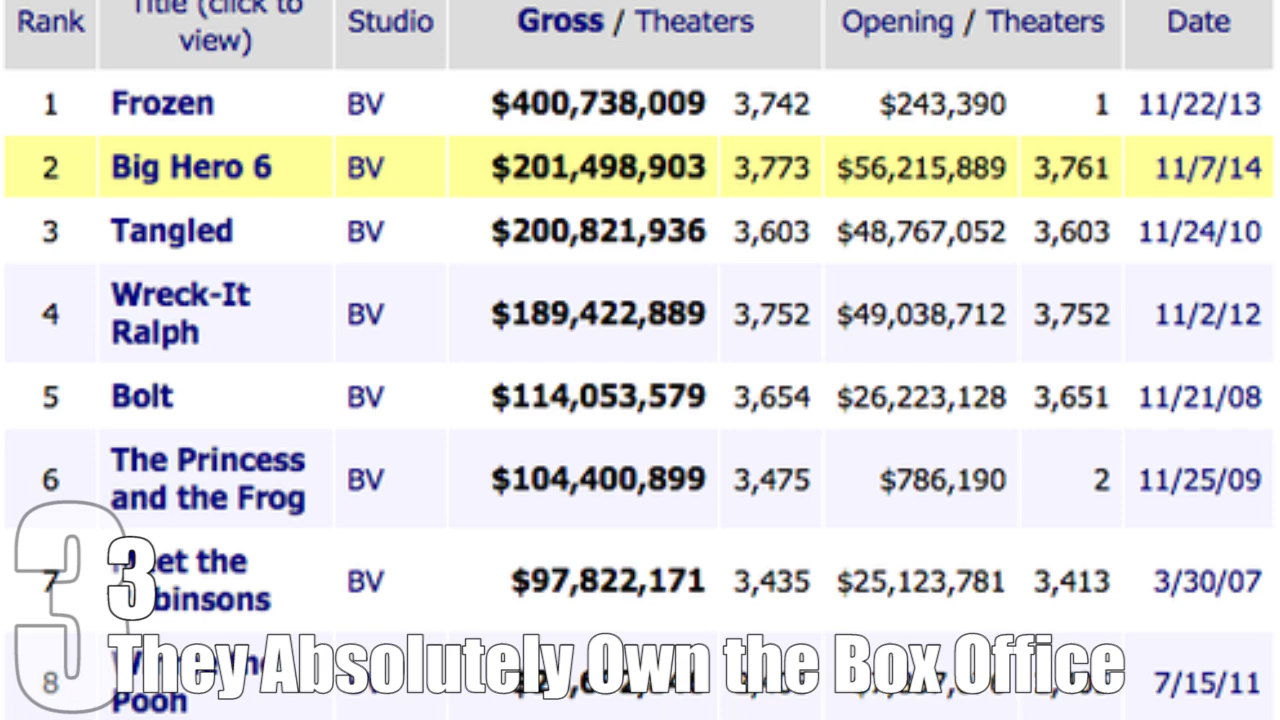 Rank Title (click to view) Studio Gross / Theaters Opening / Theaters Date
1 Frozen BV $400,738,009 3,742 $243,390 1 11/22/13
2 Big Hero 6 BV $201,498,903 3,773 $56,215,889 3,761 11/7/14
3 Tangled BV $200,821,936 3,603 $48,767,052 3,603 11/24/10
4 Wreck-It Ralph BV $189,422,889 3,752 $49,038,712 3,752 11/2/12
5 Bolt BV $114,053,579 3,654 $26,223,128 3,651 11/21/08
6 The Princess and the Frog BV $104,400,899 3,475 $786,190 2 11/25/09
7 the BV $97,822,171 3,435 $25,123,781 3,413 3/30/07
3
3
They Absolutely Own the Box Office
8 Pooh 7/15/11